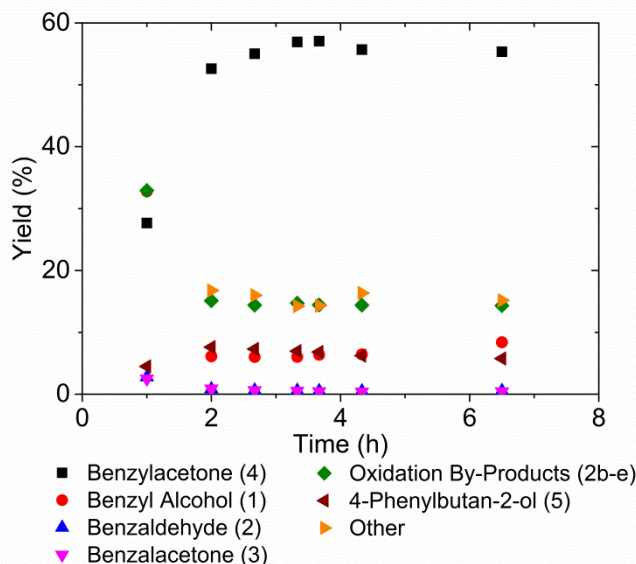 60
40
20
0
Yield (%)
0 2 4 6 8
Time (h)
Benzylacetone (4)
Benzyl Alcohol (1)
Benzaldehyde (2)
Benzalacetone (3)
Oxidation By-Products (2b-e)
4-Phenylbutan-2-ol (5)
Other